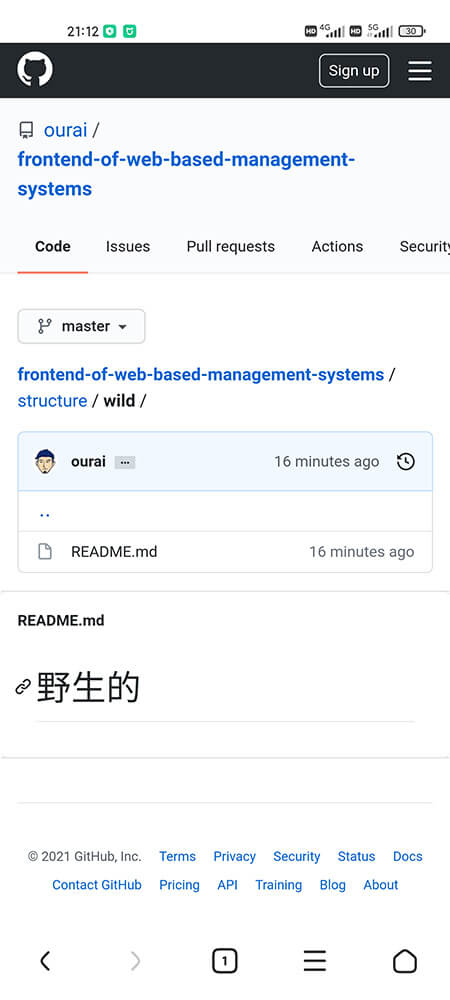 21:12 HD 4G HD 5G 30
Sign up
ourai /
frontend-of-web-based-management-
systems
Code Issues Pull requests Actions Security
master
frontend-of-web-based-management-systems /
structure / wild /
ourai ... 16 minutes ago
..
README.md 16 minutes ago
README.md
野生的
© 2021 GitHub, Inc. Terms Privacy Security Status Docs
Contact GitHub Pricing API Training Blog About
1